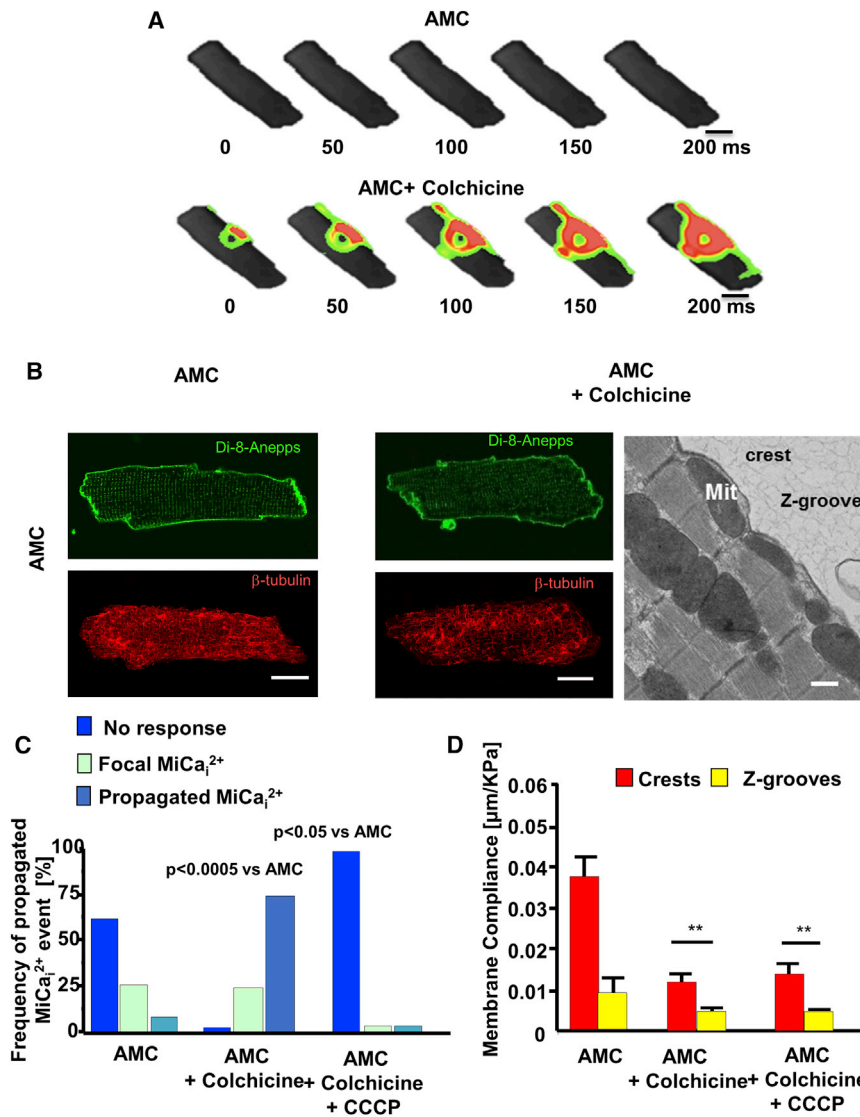 A
AMC
0 50 100 150 200 ms
AMC+ Colchicine
0 50 100 150 200 ms
B
AMC
AMC
+ Colchicine
AMC
Di-8-Anepps
Di-8-Anepps
crest
Mit
Z-groove
β-tubulin
β-tubulin
No response
Focal MiCaᵢ²⁺
Propagated MiCaᵢ²⁺
C
Frequency of propagated
MiCaᵢ²⁺ event [%]
100
75
50
25
0
p<0.0005 vs AMC
p<0.05 vs AMC
AMC
AMC
+ Colchicine
AMC
+ Colchicine
+ CCCP
D
Crests
Z-grooves
Membrane Compliance [µm/KPa]
0.06
0.05
0.04
0.03
0.02
0.01
0
**
**
AMC
AMC
+ Colchicine
AMC
+ Colchicine
+ CCCP